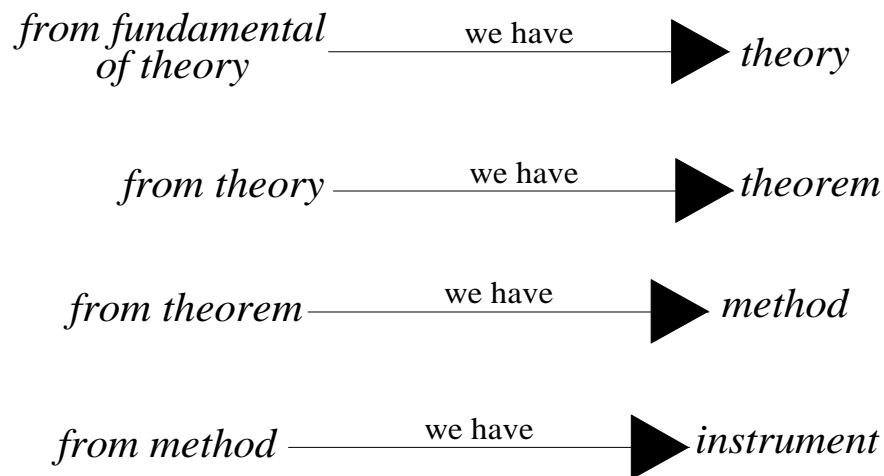 from fundamental
of theory
we have
theory
from theory
we have
theorem
from theorem
we have
method
from method
we have
instrument